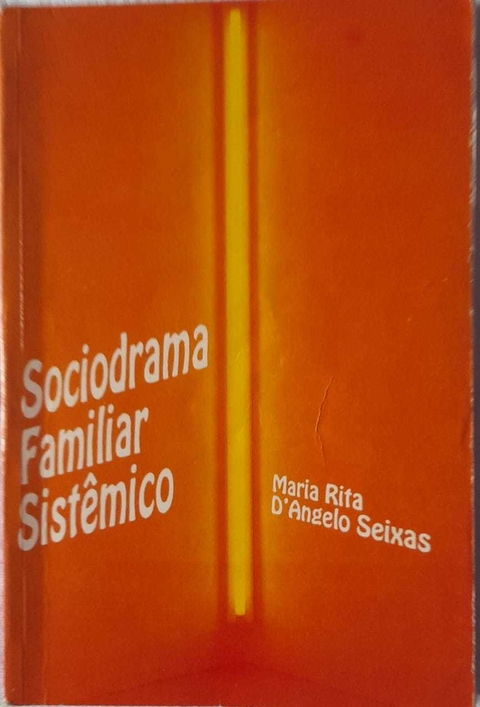 Sociodrama
Familiar
Sistêmico
Maria Rita
D'Angelo Seixas